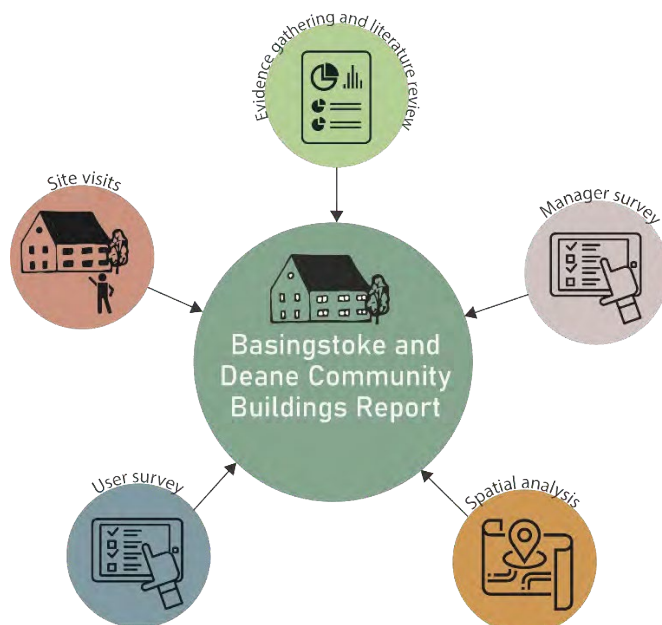 Evidence gathering and literature review
Site visits
Manager survey
Basingstoke and
Deane Community
Buildings Report
User survey
Spatial analysis